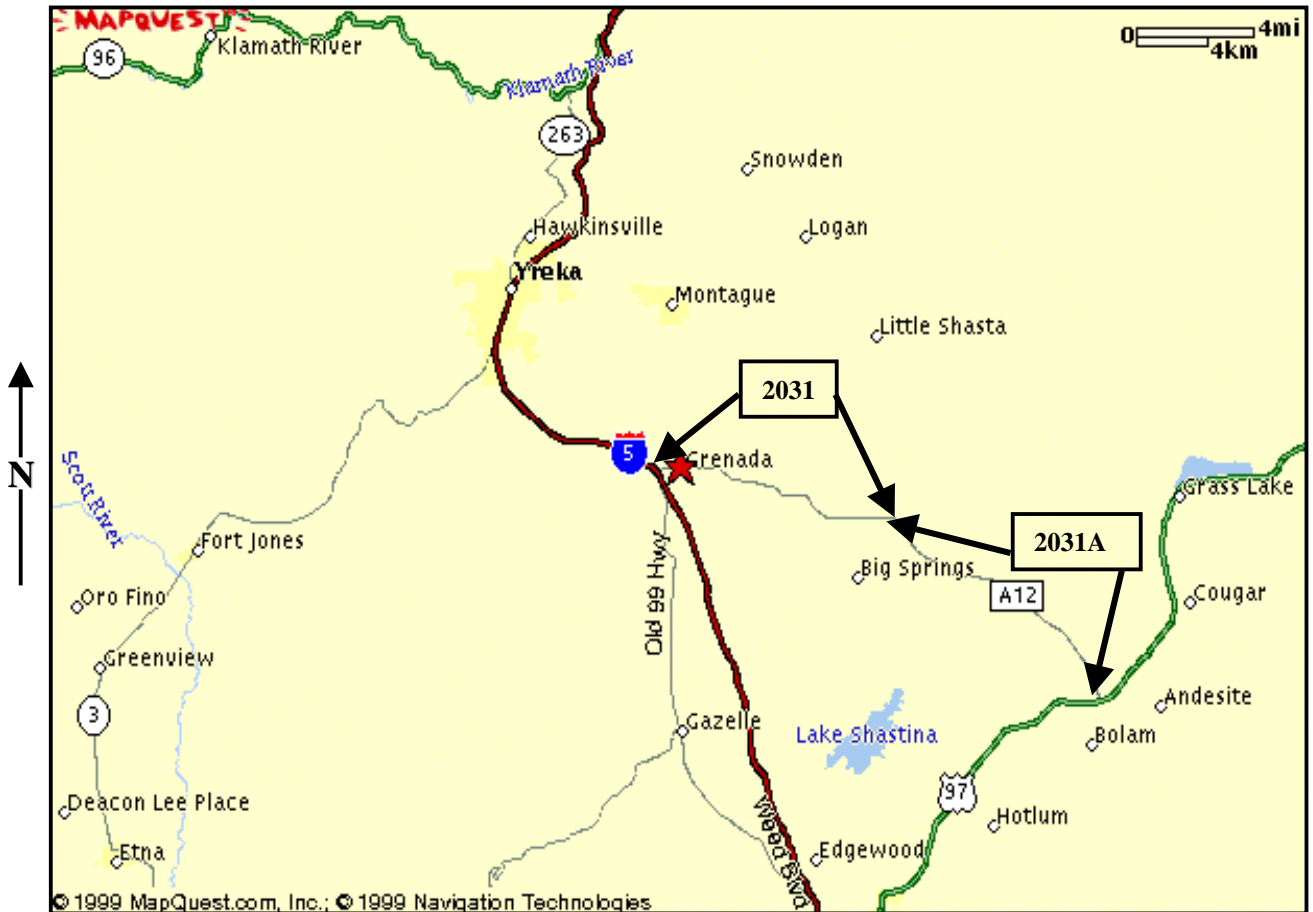 MAPQUEST
Klamath River
96
0 4mi
4km
Klamath River
263
Snowden
Hawkinsville
Logan
Yreka
Montague
Little Shasta
2031
N
5
Grenada
Scott River
Grass Lake
Fort Jones
2031A
Old 99 Hwy
Big Springs
A12
Oro Fino
Cougar
Greenview
3
Gazelle
Lake Shastina
Andesite
Bolam
97
Deacon Lee Place
Weed Blvd
Hotlum
Etna
Edgewood
© 1999 MapQuest.com, Inc.; © 1999 Navigation Technologies